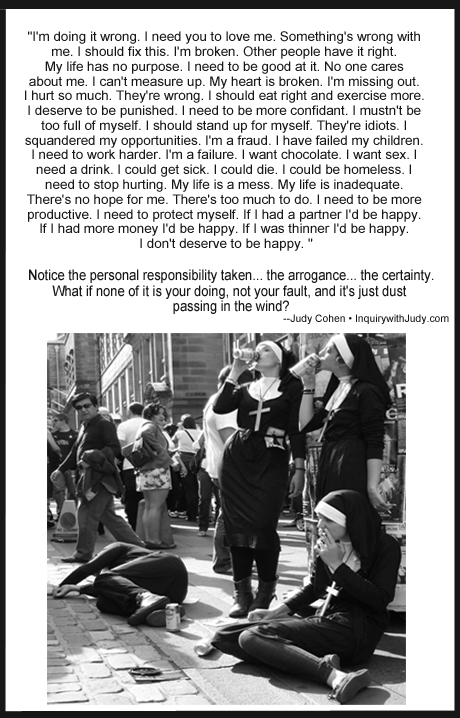 "I'm doing it wrong. I need you to love me. Something's wrong with
me. I should fix this. I'm broken. Other people have it right.
My life has no purpose. I need to be good at it. No one cares
about me. I can't measure up. My heart is broken. I'm missing out.
I hurt so much. They're wrong. I should eat right and exercise more.
I deserve to be punished. I need to be more confidant. I mustn't be
too full of myself. I should stand up for myself. They're idiots. I
squandered my opportunities. I'm a fraud. I have failed my children.
I need to work harder. I'm a failure. I want chocolate. I want sex. I
need a drink. I could get sick. I could die. I could be homeless. I
need to stop hurting. My life is a mess. My life is inadequate.
There's no hope for me. There's too much to do. I need to be more
productive. I need to protect myself. If I had a partner I'd be happy.
If I had more money I'd be happy. If I was thinner I'd be happy.
I don't deserve to be happy. "
Notice the personal responsibility taken... the arrogance... the certainty.
What if none of it is your doing, not your fault, and it's just dust
passing in the wind?
--Judy Cohen • InquirywithJudy.com